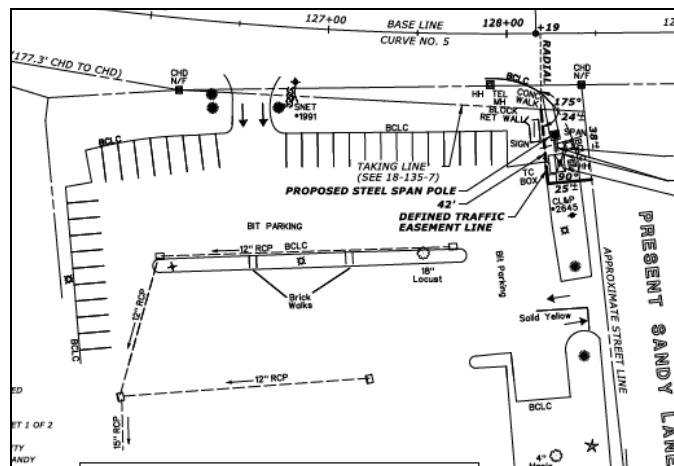 127+00
BASE LINE
128+00
+19
CURVE NO. 5
(177.3' CHD TO CHD)
RADIAL
CHD
N/F
CHD
N/F
BCLC
HH
TEL
MH
CONC
WALK
175°
24'±
SNET
1991
BLOCK
RET WALL
BCLC
SIGN
SPAN
38'±
TAKING LINE
(SEE 18-135-7)
HH
PROPOSED STEEL SPAN POLE
TC
BOX
90°
25'±
42'
DEFINED TRAFFIC
EASEMENT LINE
CL&P
2645
BIT PARKING
12" RCP
BCLC
18"
Locust
Bit Parking
Brick
Walks
12" RCP
Solid Yellow
APPROXIMATE STREET LINE
PRESENT SANDY LANE
BCLC
12" RCP
BCLC
15" RCP
ED
ET 1 OF 2
TY
ANDY
4"